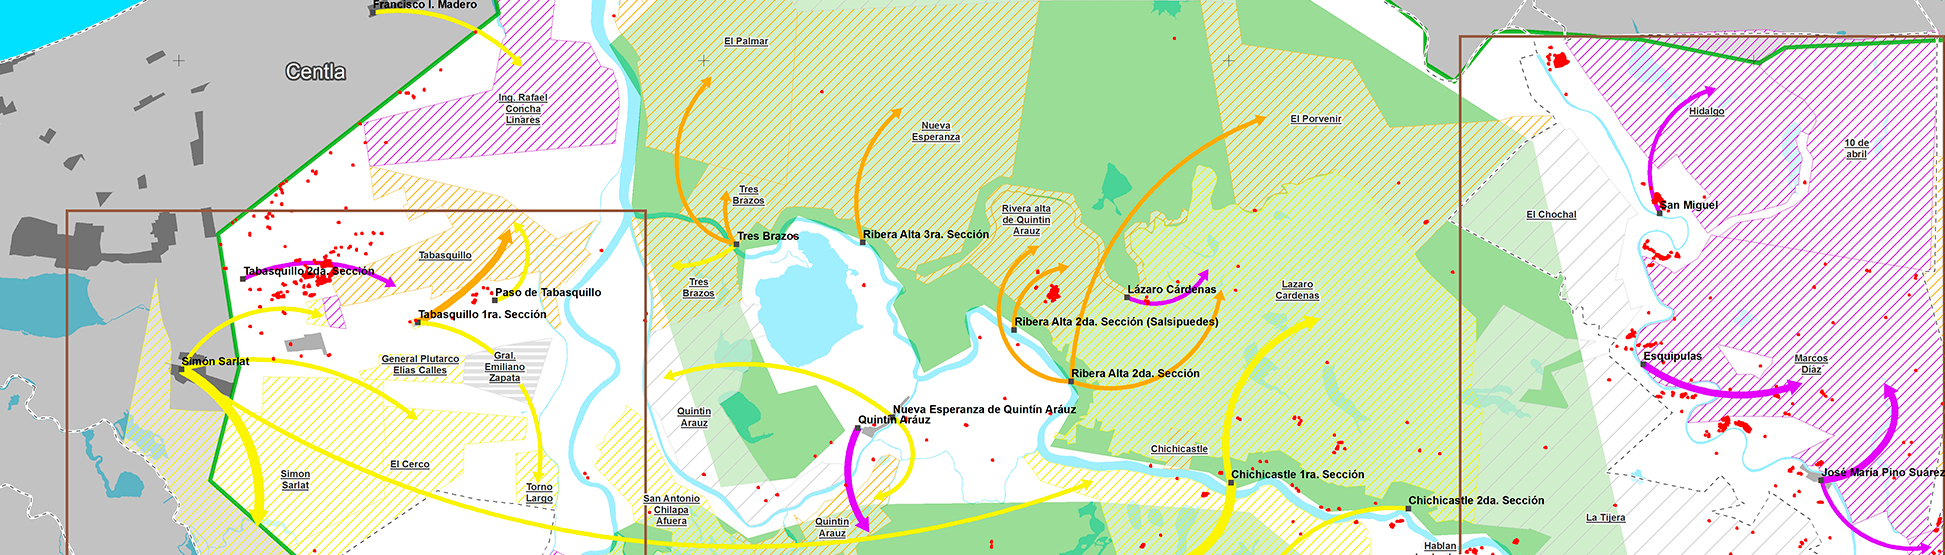 Francisco I. Madero
El Palmar
Centla
Ing. Rafael
Concha
Linares
Nueva
Esperanza
El Porvenir
Hidalgo
10 de
abril
Tres
Brazos
Rivera alta
de Quintin
Arauz
El Chochal
San Miguel
Tres Brazos
Ribera Alta 3ra. Sección
Tabasquillo
Tabasquillo 2da. Sección
Paso de Tabasquillo
Tres
Brazos
Lázaro Cárdenas
Lazaro
Cardenas
Tabasquillo 1ra. Sección
Ribera Alta 2da. Sección (Salsipuedes)
Simón Sarlat
General Plutarco
Elias Calles
Gral.
Emiliano
Zapata
Ribera Alta 2da. Sección
Esquipulas
Marcos
Díaz
Quintin
Arauz
Nueva Esperanza de Quintín Aráuz
Quintín Aráuz
Chichicastle
El Cerco
Simon
Sarlat
Torno
Largo
San Antonio
Chilapa
Afuera
Quintin
Arauz
Chichicastle 1ra. Sección
Chichicastle 2da. Sección
José María Pino Suárez
La Tijera
Hablan